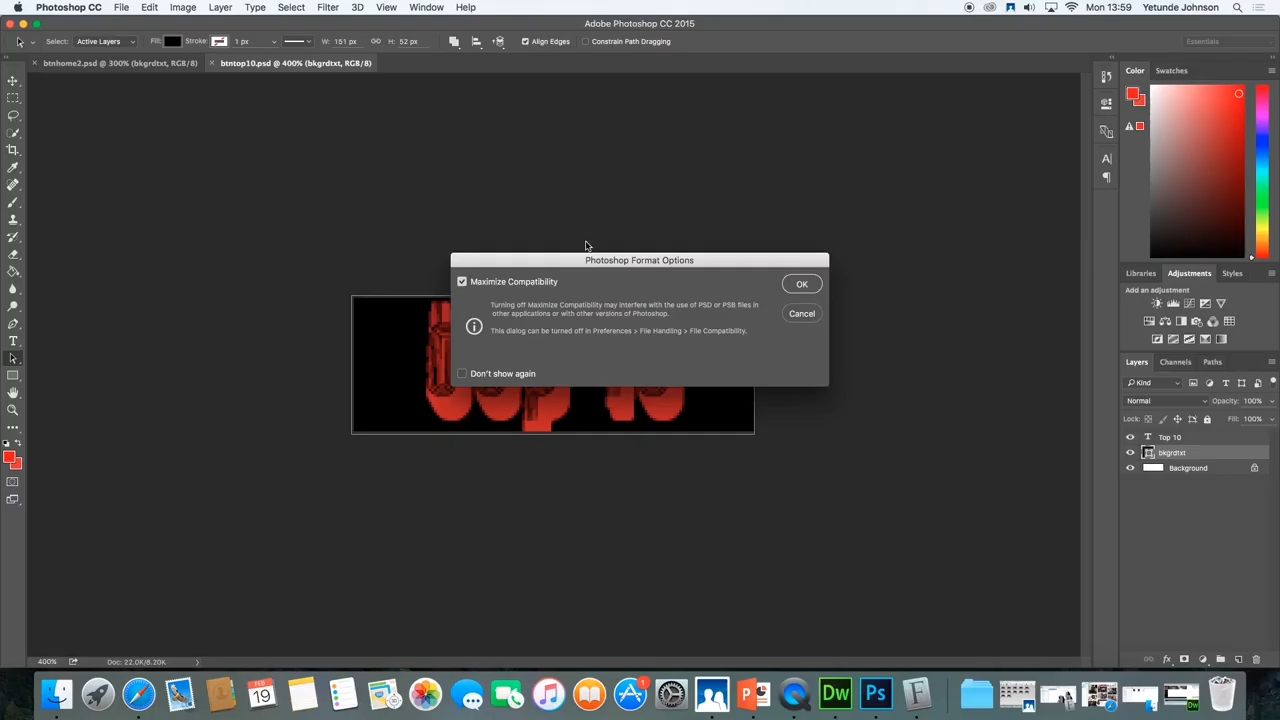 Photoshop CC File Edit Image Layer Type Select Filter 3D View Window Help Mon 13:59 Yetunde Johnson
Adobe Photoshop CC 2015
Select: Active Layers Fill: Stroke: 1 px W: 151 px H: 52 px Align Edges Constrain Path Dragging Essentials
btnhome2.psd @ 300% (bkgrdtxt, RGB/8) btntop10.psd @ 400% (bkgrdtxt, RGB/8)
Color Swatches
Photoshop Format Options
Maximize Compatibility
OK
Turning off Maximize Compatibility may interfere with the use of PSD or PSB files in
other applications or with other versions of Photoshop.
Cancel
This dialog can be turned off in Preferences > File Handling > File Compatibility.
Don't show again
Libraries Adjustments Styles
Add an adjustment
Layers Channels Paths
Kind
Normal Opacity: 100%
Lock: Fill: 100%
T Top 10
bkgrdtxt
Background
400% Doc: 22.0K/8.20K
FEB
19
1
Dw
Ps